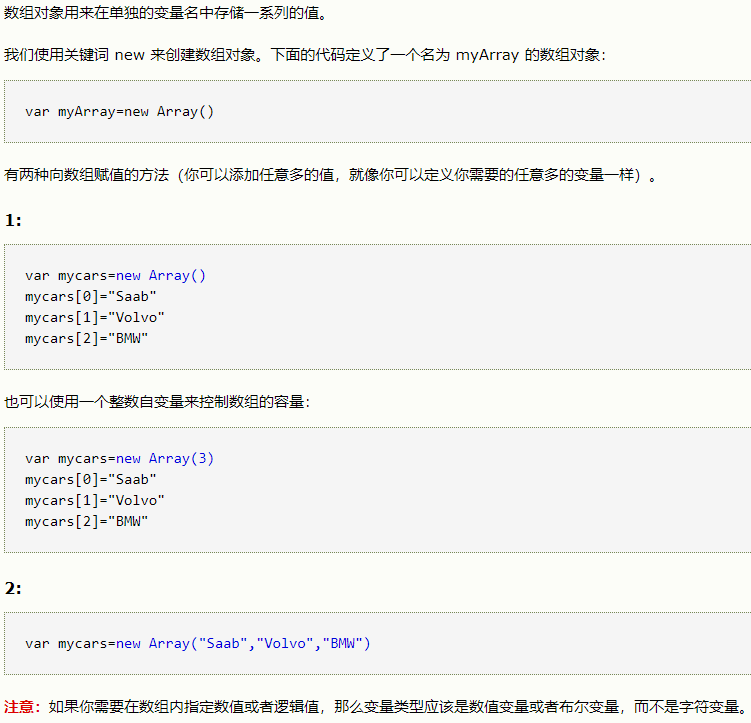 数组对象用来在单独的变量名中存储一系列的值。
我们使用关键词 new 来创建数组对象。下面的代码定义了一个名为 myArray 的数组对象：
var myArray=new Array()
有两种向数组赋值的方法（你可以添加任意多的值，就像你可以定义你需要的任意多的变量一样）。
1:
var mycars=new Array()
mycars[0]="Saab"
mycars[1]="Volvo"
mycars[2]="BMW"
也可以使用一个整数自变量来控制数组的容量：
var mycars=new Array(3)
mycars[0]="Saab"
mycars[1]="Volvo"
mycars[2]="BMW"
2:
var mycars=new Array("Saab","Volvo","BMW")
注意：如果你需要在数组内指定数值或者逻辑值，那么变量类型应该是数值变量或者布尔变量，而不是字符变量。